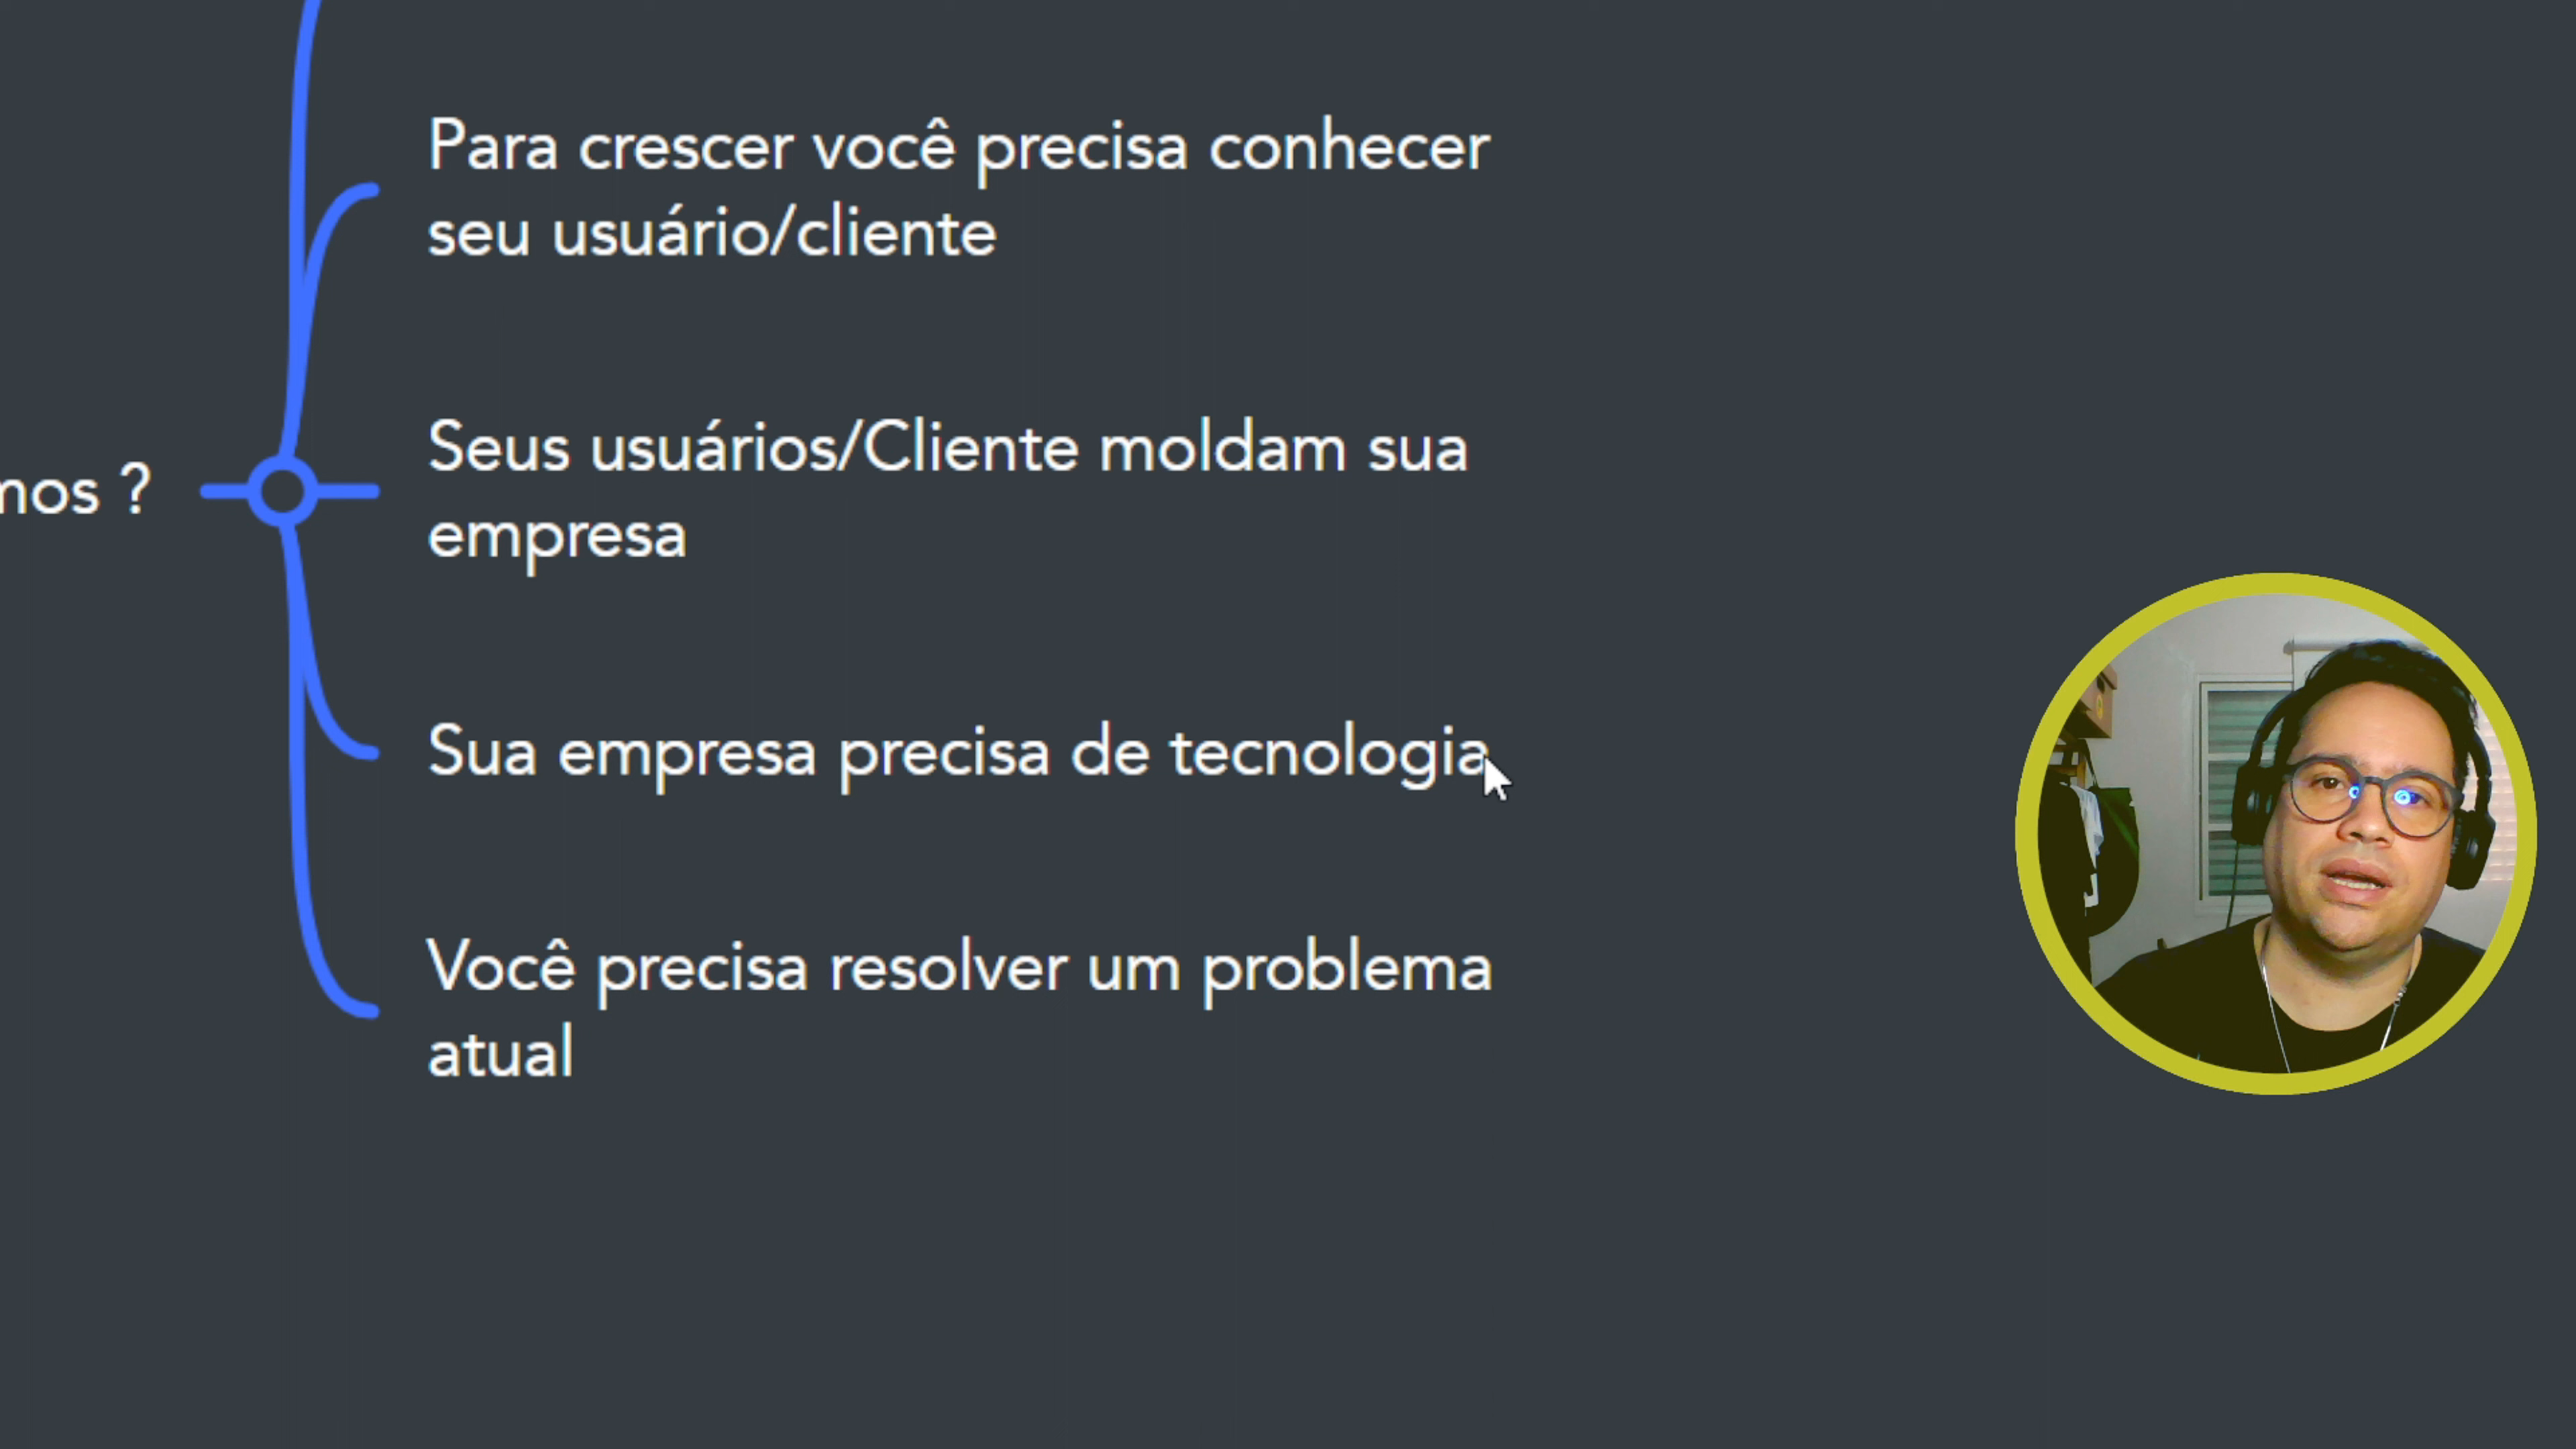 Para crescer você precisa conhecer
seu usuário/cliente
mos ?
Seus usuários/Cliente moldam sua
empresa
Sua empresa precisa de tecnologia
Você precisa resolver um problema
atual